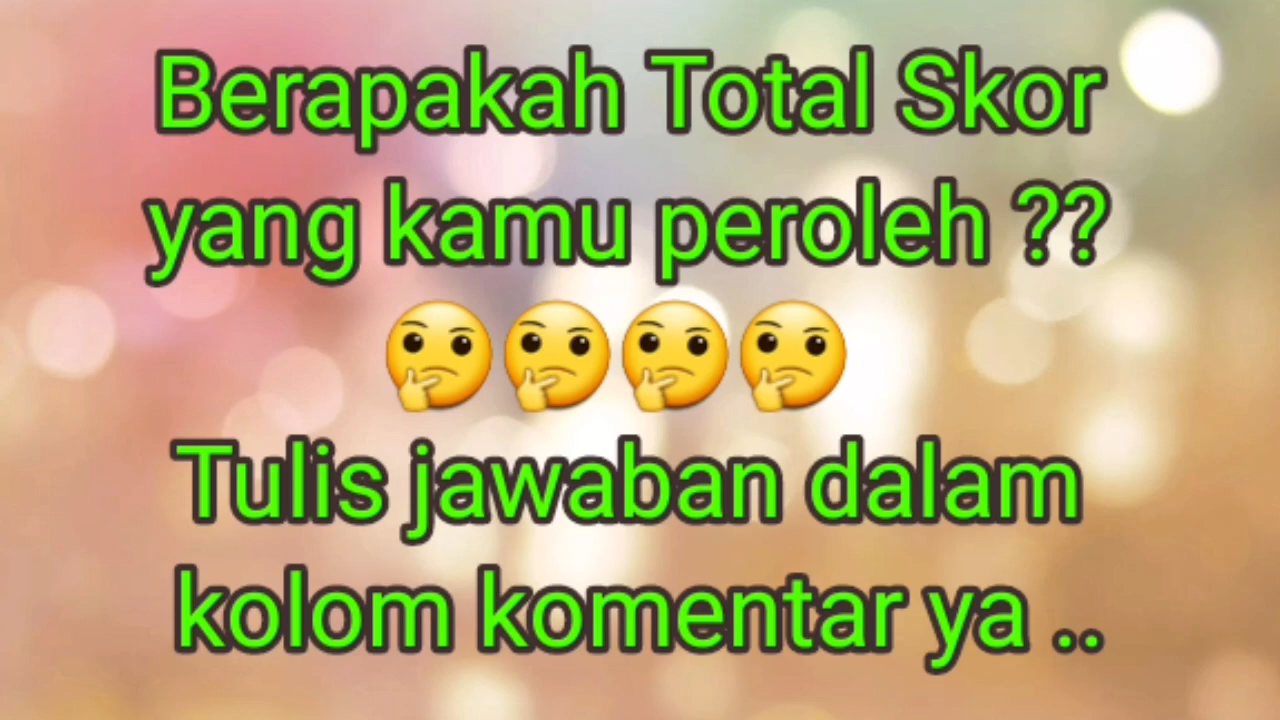 Berapakah Total Skor
yang kamu peroleh ??
🤔🤔🤔🤔
Tulis jawaban dalam
kolom komentar ya ..